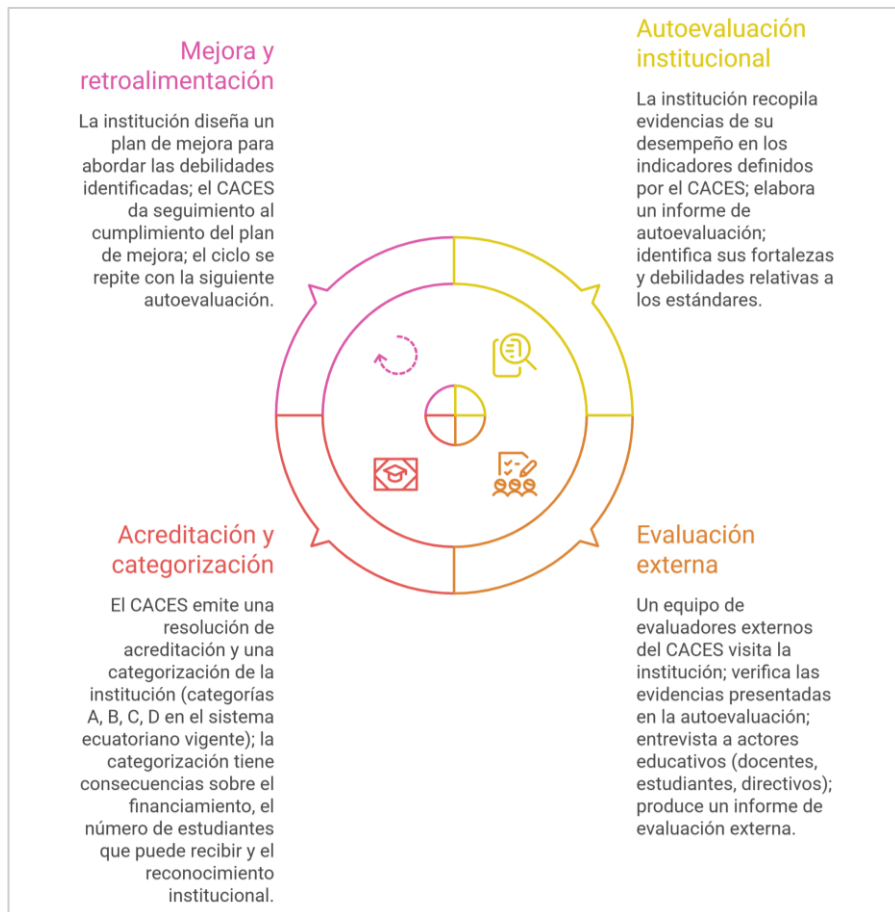 Mejora y
retroalimentación
La institución diseña un
plan de mejora para
abordar las debilidades
identificadas; el CACES
da seguimiento al
cumplimiento del plan
de mejora; el ciclo se
repite con la siguiente
autoevaluación.
Autoevaluación
institucional
La institución recopila
evidencias de su
desempeño en los
indicadores definidos
por el CACES; elabora
un informe de
autoevaluación;
identifica sus fortalezas
y debilidades relativas a
los estándares.
Acreditación y
categorización
El CACES emite una
resolución de
acreditación y una
categorización de la
institución (categorías
A, B, C, D en el sistema
ecuatoriano vigente); la
categorización tiene
consecuencias sobre el
financiamiento, el
número de estudiantes
que puede recibir y el
reconocimiento
institucional.
Evaluación
externa
Un equipo de
evaluadores externos
del CACES visita la
institución; verifica las
evidencias presentadas
en la autoevaluación;
entrevista a actores
educativos (docentes,
estudiantes, directivos);
produce un informe de
evaluación externa.